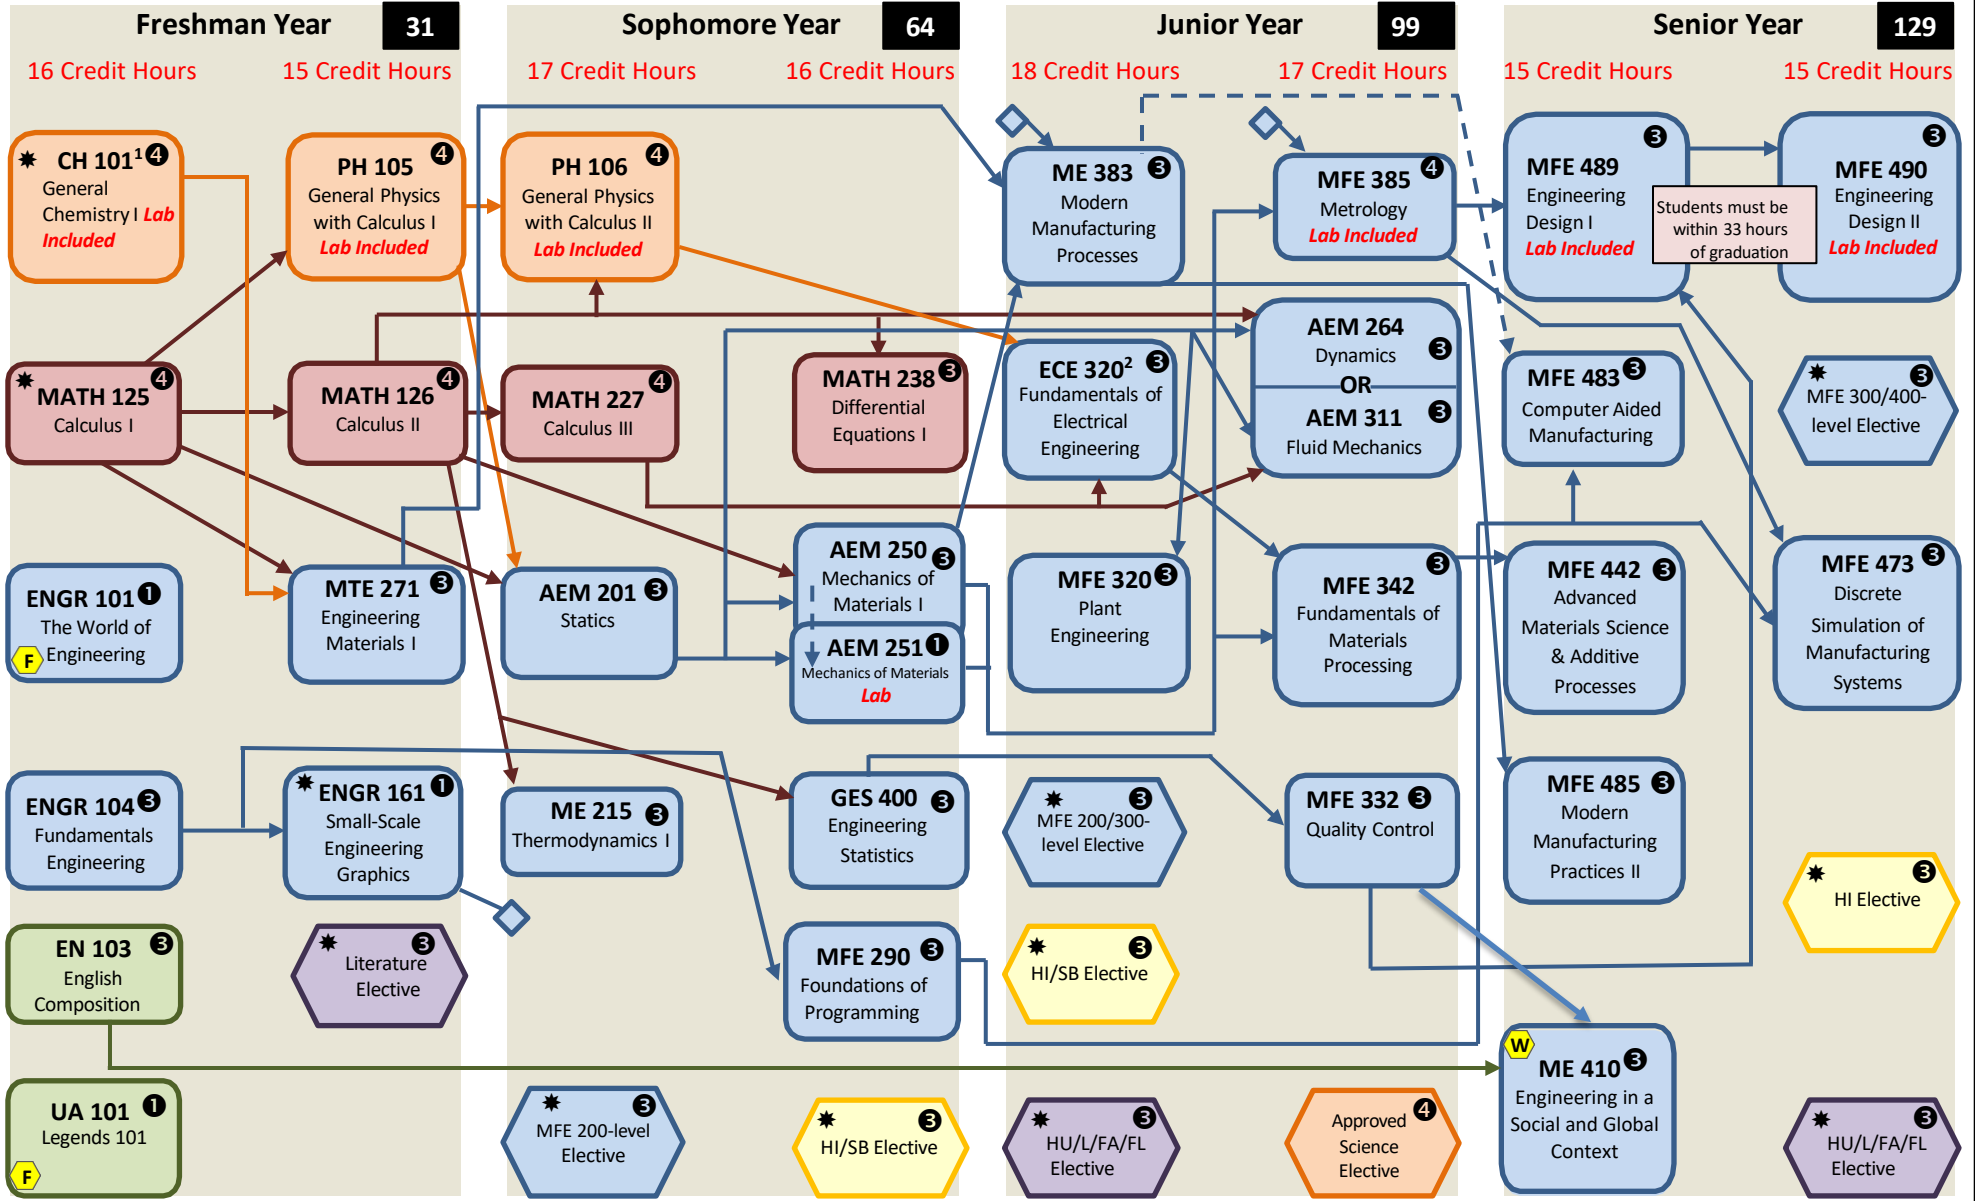 Freshman Year 31
Sophomore Year 64
Junior Year 99
Senior Year 129
16 Credit Hours
15 Credit Hours
17 Credit Hours
16 Credit Hours
18 Credit Hours
17 Credit Hours
15 Credit Hours
15 Credit Hours
CH 101¹ 4
General
Chemistry I Lab
Included
MATH 125 4
Calculus I
ENGR 101 1
The World of
Engineering
F
ENGR 104 3
Fundamentals
Engineering
EN 103 3
English
Composition
UA 101 1
Legends 101
F
PH 105 4
General Physics
with Calculus I
Lab Included
MATH 126 4
Calculus II
MTE 271 3
Engineering
Materials I
ENGR 161 1
Small-Scale
Engineering
Graphics
3
Literature
Elective
PH 106 4
General Physics
with Calculus II
Lab Included
MATH 227 4
Calculus III
AEM 201 3
Statics
ME 215 3
Thermodynamics I
3
MFE 200-level
Elective
MATH 238 3
Differential
Equations I
AEM 250 3
Mechanics of
Materials I
AEM 251 1
Mechanics of Materials
Lab
GES 400 3
Engineering
Statistics
MFE 290 3
Foundations of
Programming
3
HI/SB Elective
ME 383 3
Modern
Manufacturing
Processes
ECE 320² 3
Fundamentals of
Electrical
Engineering
MFE 320 3
Plant
Engineering
3
MFE 200/300-
level Elective
3
HI/SB Elective
3
HU/L/FA/FL
Elective
MFE 385 4
Metrology
Lab Included
AEM 264
Dynamics 3
OR
AEM 311 3
Fluid Mechanics
MFE 342 3
Fundamentals of
Materials
Processing
MFE 332 3
Quality Control
4
Approved
Science
Elective
3
MFE 489
Engineering
Design I
Lab Included
Students must be
within 33 hours
of graduation
MFE 483 3
Computer Aided
Manufacturing
MFE 442 3
Advanced
Materials Science
& Additive
Processes
MFE 485 3
Modern
Manufacturing
Practices II
W
ME 410 3
Engineering in a
Social and Global
Context
3
MFE 490
Engineering
Design II
Lab Included
3
MFE 300/400-
level Elective
MFE 473 3
Discrete
Simulation of
Manufacturing
Systems
3
HI Elective
3
HU/L/FA/FL
Elective